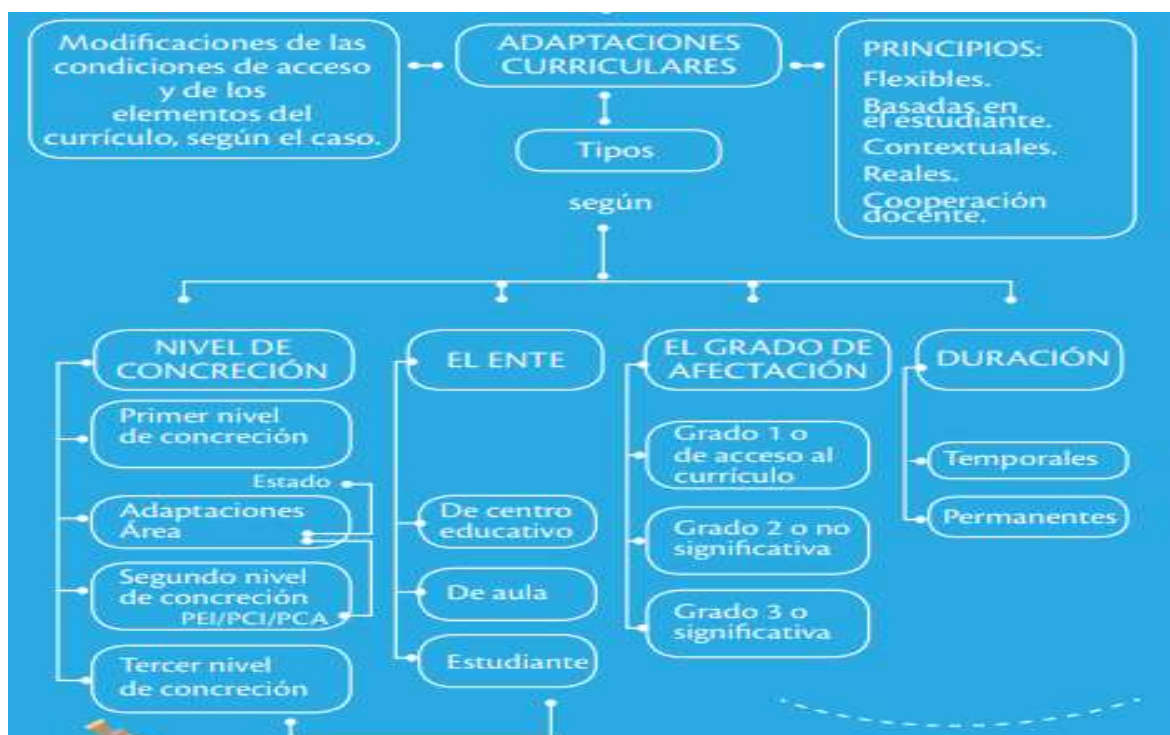 Modificaciones de las
condiciones de acceso
y de los
elementos del
currículo, según el caso.
ADAPTACIONES
CURRICULARES
PRINCIPIOS:
Flexibles.
Basadas en
el estudiante.
Contextuales.
Reales.
Cooperación
docente.
Tipos
según
NIVEL DE
CONCRECIÓN
Primer nivel
de concreción
Estado
Adaptaciones
Área
Segundo nivel
de concreción
PEI/PCI/PCA
Tercer nivel
de concreción
EL ENTE
De centro
educativo
De aula
Estudiante
EL GRADO DE
AFECTACIÓN
Grado 1 o
de acceso al
currículo
Grado 2 o no
significativa
Grado 3 o
significativa
DURACIÓN
Temporales
Permanentes